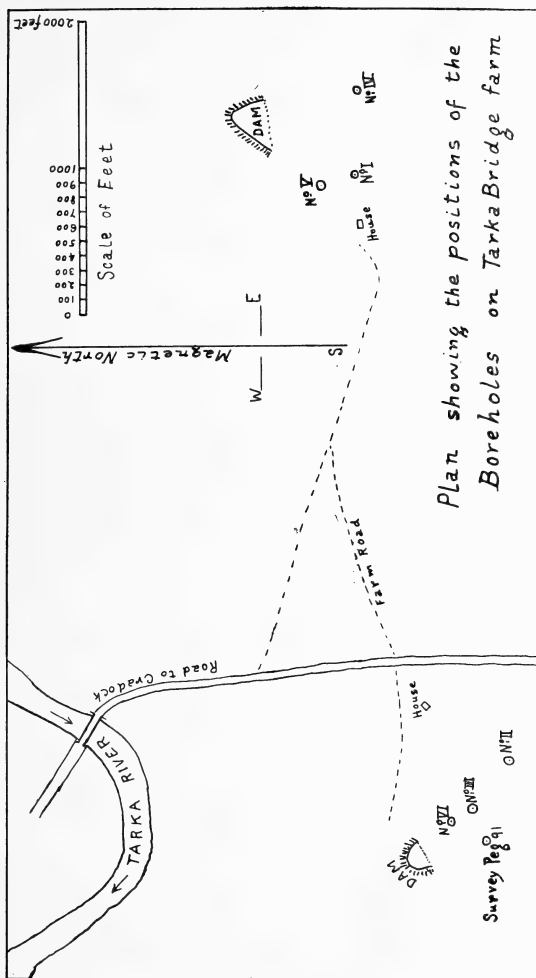 Plan showing the positions of the
Boreholes on TarkaBridge farm
Scale of Feet
0 100 200 300 400 500 600 700 800 900 1000 2000 feet
Magnetic North
W E
S
DAM
Nº V
Nº I
Nº IV
House
Farm Road
Road to Cradock
TARKA RIVER
House
DAM
Nº VI
Nº III
Nº II
Survey Peg 91